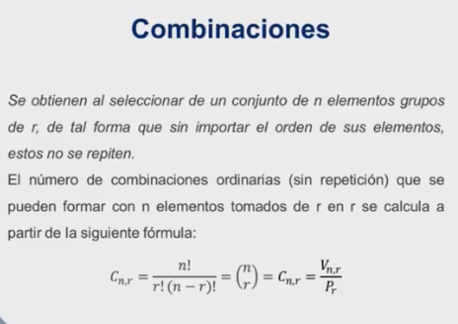 Combinaciones
Se obtienen al seleccionar de un conjunto de n elementos grupos
de r, de tal forma que sin importar el orden de sus elementos,
estos no se repiten.
El número de combinaciones ordinarias (sin repetición) que se
pueden formar con n elementos tomados de r en r se calcula a
partir de la siguiente fórmula:
C_{n,r} = \frac{n!}{r!(n-r)!} = \binom{n}{r} = C_{n,r} = \frac{V_{n,r}}{P_r}